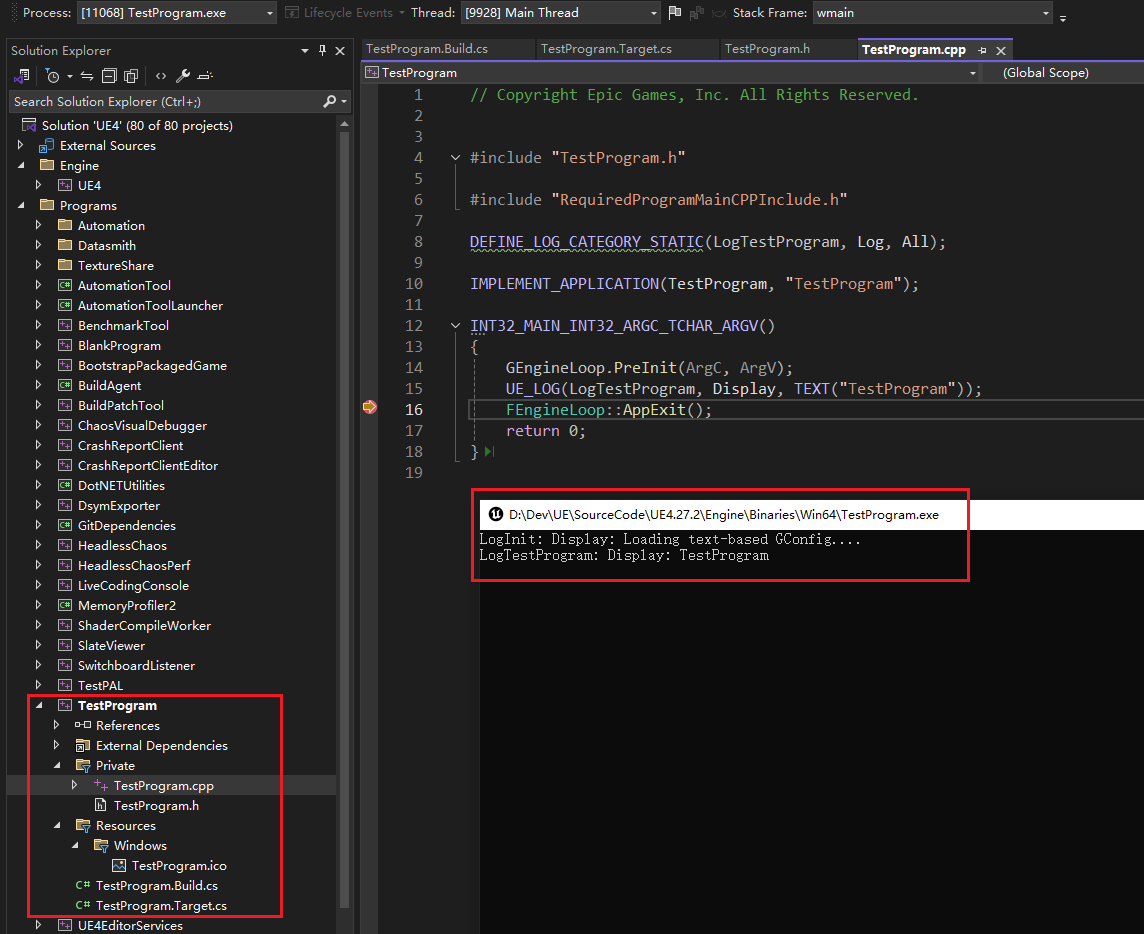 Process: [11068] TestProgram.exe Lifecycle Events Thread: [9928] Main Thread Stack Frame: wmain
Solution Explorer
Search Solution Explorer (Ctrl+;)
Solution 'UE4' (80 of 80 projects)
External Sources
Engine
UE4
Programs
Automation
Datasmith
TextureShare
AutomationTool
AutomationToolLauncher
BenchmarkTool
BlankProgram
BootstrapPackagedGame
BuildAgent
BuildPatchTool
ChaosVisualDebugger
CrashReportClient
CrashReportClientEditor
DotNETUtilities
DsymExporter
GitDependencies
HeadlessChaos
HeadlessChaosPerf
LiveCodingConsole
MemoryProfiler2
ShaderCompileWorker
SlateViewer
SwitchboardListener
TestPAL
TestProgram
References
External Dependencies
Private
TestProgram.cpp
TestProgram.h
Resources
Windows
TestProgram.ico
C# TestProgram.Build.cs
C# TestProgram.Target.cs
UE4EditorServices
TestProgram.Build.cs TestProgram.Target.cs TestProgram.h TestProgram.cpp
TestProgram (Global Scope)
1 // Copyright Epic Games, Inc. All Rights Reserved.
2
3
4 #include "TestProgram.h"
5
6 #include "RequiredProgramMainCPPInclude.h"
7
8 DEFINE_LOG_CATEGORY_STATIC(LogTestProgram, Log, All);
9
10 IMPLEMENT_APPLICATION(TestProgram, "TestProgram");
11
12 INT32_MAIN_INT32_ARGC_TCHAR_ARGV()
13 {
14 GEngineLoop.PreInit(ArgC, ArgV);
15 UE_LOG(LogTestProgram, Display, TEXT("TestProgram"));
16 FEngineLoop::AppExit();
17 return 0;
18 }
19
D:\Dev\UE\SourceCode\UE4.27.2\Engine\Binaries\Win64\TestProgram.exe
LogInit: Display: Loading text-based GConfig....
LogTestProgram: Display: TestProgram